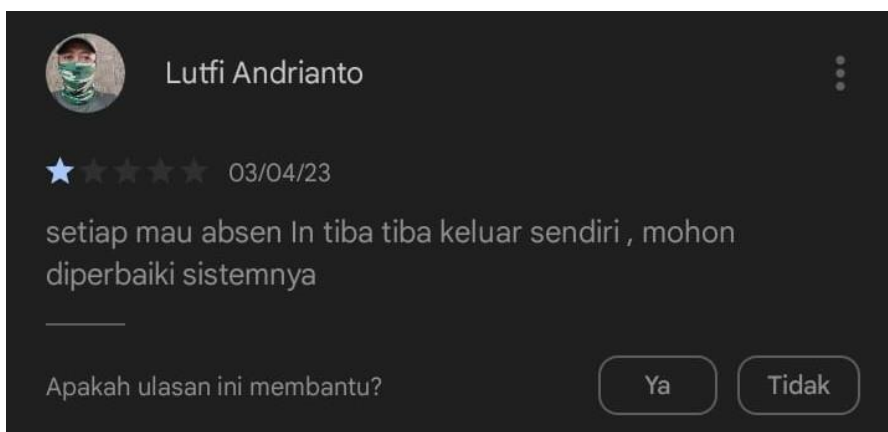 Lutfi Andrianto
03/04/23
setiap mau absen In tiba tiba keluar sendiri , mohon
diperbaiki sistemnya
Apakah ulasan ini membantu?
Ya
Tidak